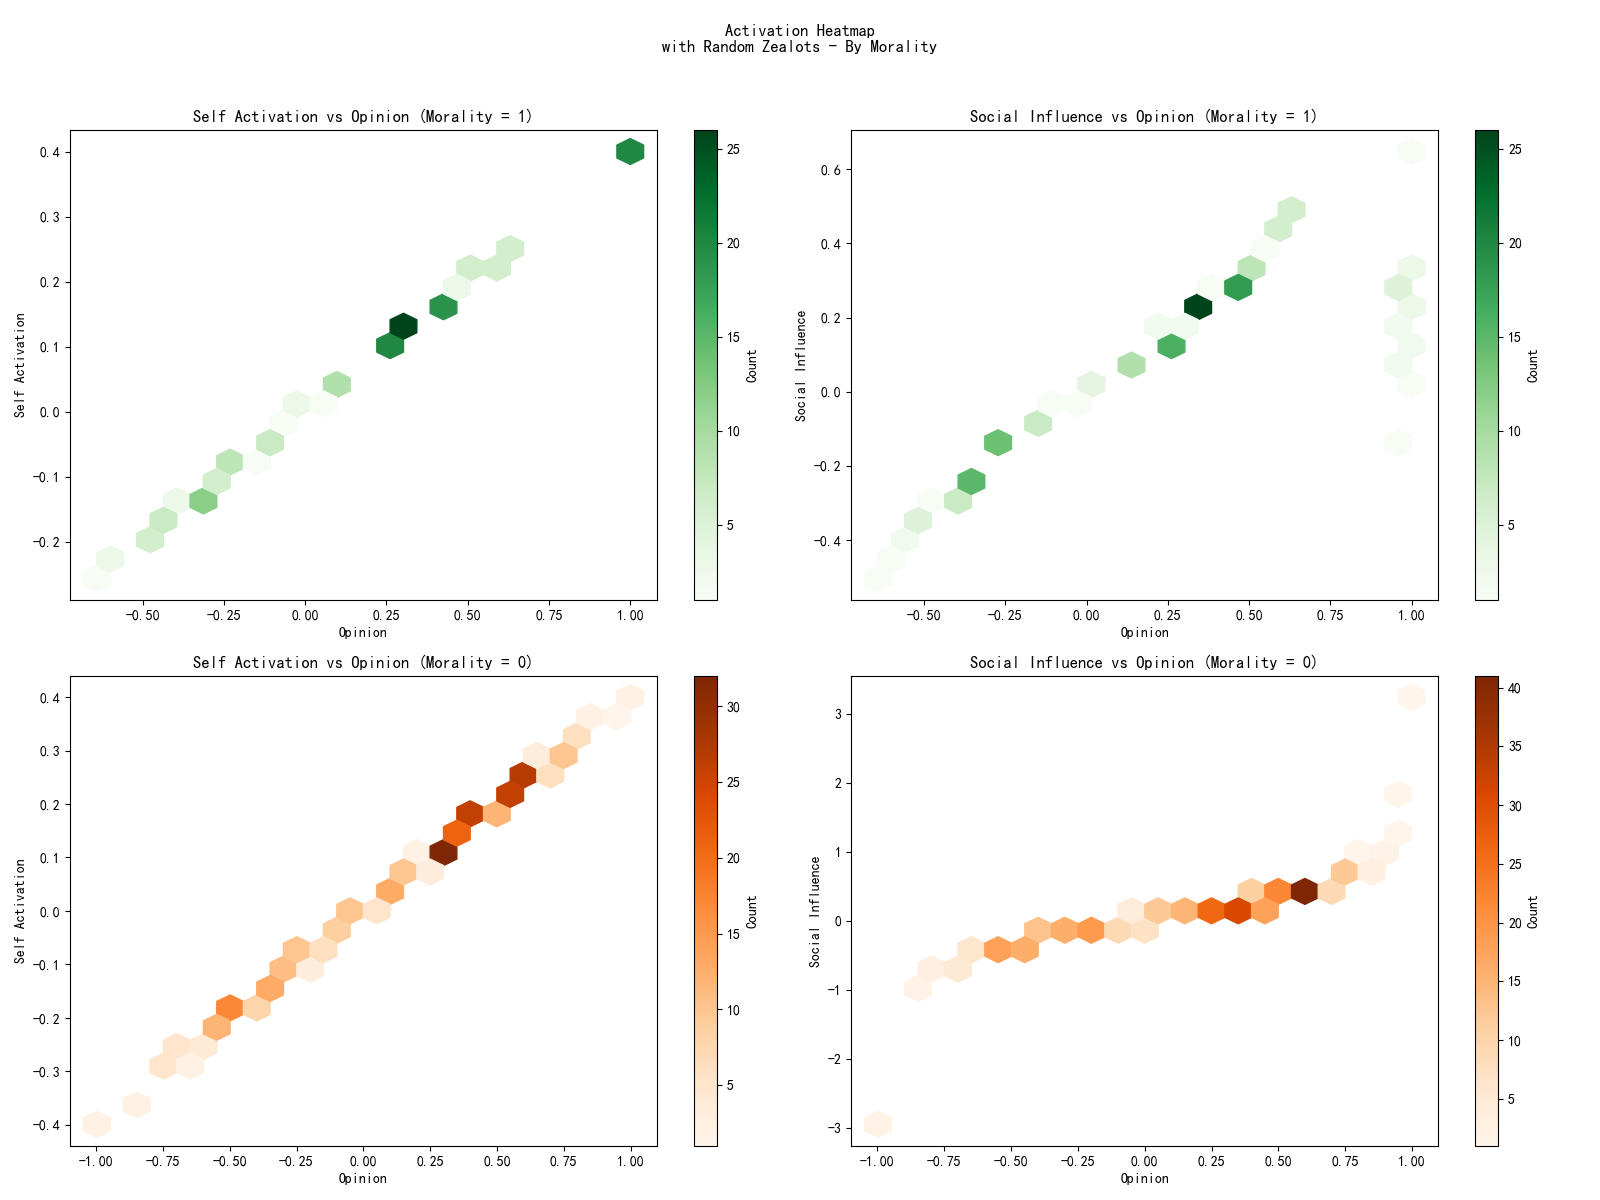 Activation Heatmap
with Random Zealots - By Morality
Self Activation vs Opinion (Morality = 1)
0.4
0.3
0.2
0.1
0.0
-0.1
-0.2
Self Activation
-0.50 -0.25 0.00 0.25 0.50 0.75 1.00
Opinion
25
20
15
10
5
Count
Social Influence vs Opinion (Morality = 1)
0.6
0.4
0.2
0.0
-0.2
-0.4
Social Influence
-0.50 -0.25 0.00 0.25 0.50 0.75 1.00
Opinion
25
20
15
10
5
Count
Self Activation vs Opinion (Morality = 0)
0.4
0.3
0.2
0.1
0.0
-0.1
-0.2
-0.3
-0.4
Self Activation
-1.00 -0.75 -0.50 -0.25 0.00 0.25 0.50 0.75 1.00
Opinion
30
25
20
15
10
5
Count
Social Influence vs Opinion (Morality = 0)
3
2
1
0
-1
-2
-3
Social Influence
-1.00 -0.75 -0.50 -0.25 0.00 0.25 0.50 0.75 1.00
Opinion
40
35
30
25
20
15
10
5
Count